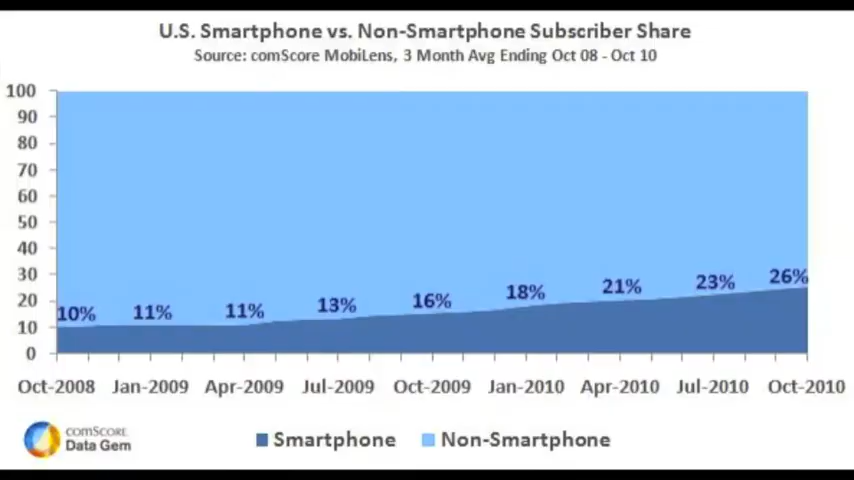 U.S. Smartphone vs. Non-Smartphone Subscriber Share
Source: comScore MobiLens, 3 Month Avg Ending Oct 08 - Oct 10
100
90
80
70
60
50
40
30
20
10
0
10% 11% 11% 13% 16% 18% 21% 23% 26%
Oct-2008 Jan-2009 Apr-2009 Jul-2009 Oct-2009 Jan-2010 Apr-2010 Jul-2010 Oct-2010
comSCORE
Data Gem
Smartphone Non-Smartphone